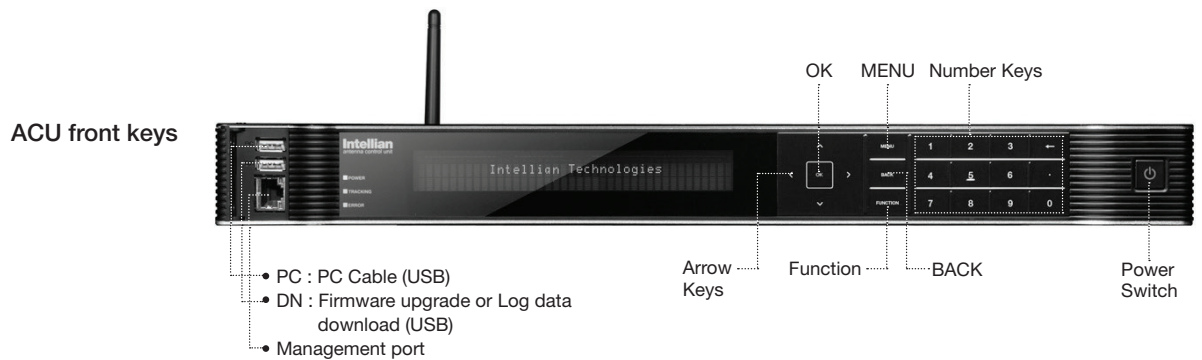 OK MENU Number Keys
ACU front keys
Intellian
antenna control unit
POWER
TRACKING
ERROR
Intellian Technologies
OK
MENU
BACK
FUNCTION
1 2 3 ←
4 5 6 .
7 8 9 0
Arrow
Keys
Function
BACK
Power
Switch
PC : PC Cable (USB)
DN : Firmware upgrade or Log data
download (USB)
Management port